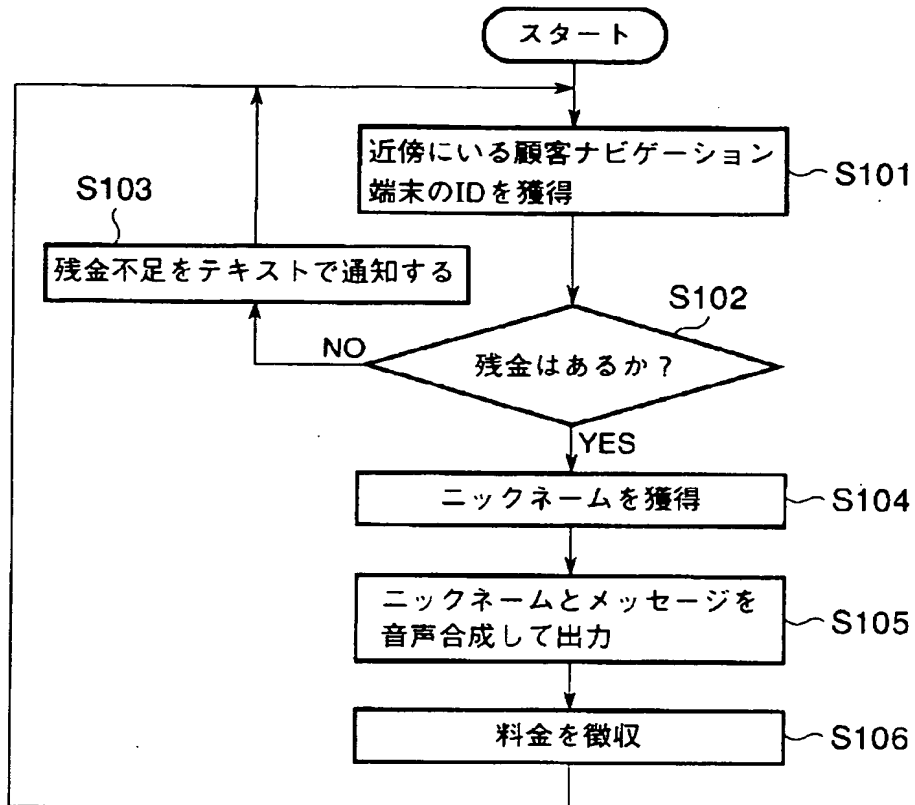 スタート
近傍にいる顧客ナビゲーション
端末のIDを獲得
S101
S103
残金不足をテキストで通知する
S102
NO
残金はあるか?
YES
ニックネームを獲得
S104
ニックネームとメッセージを
音声合成して出力
S105
料金を徴収
S106